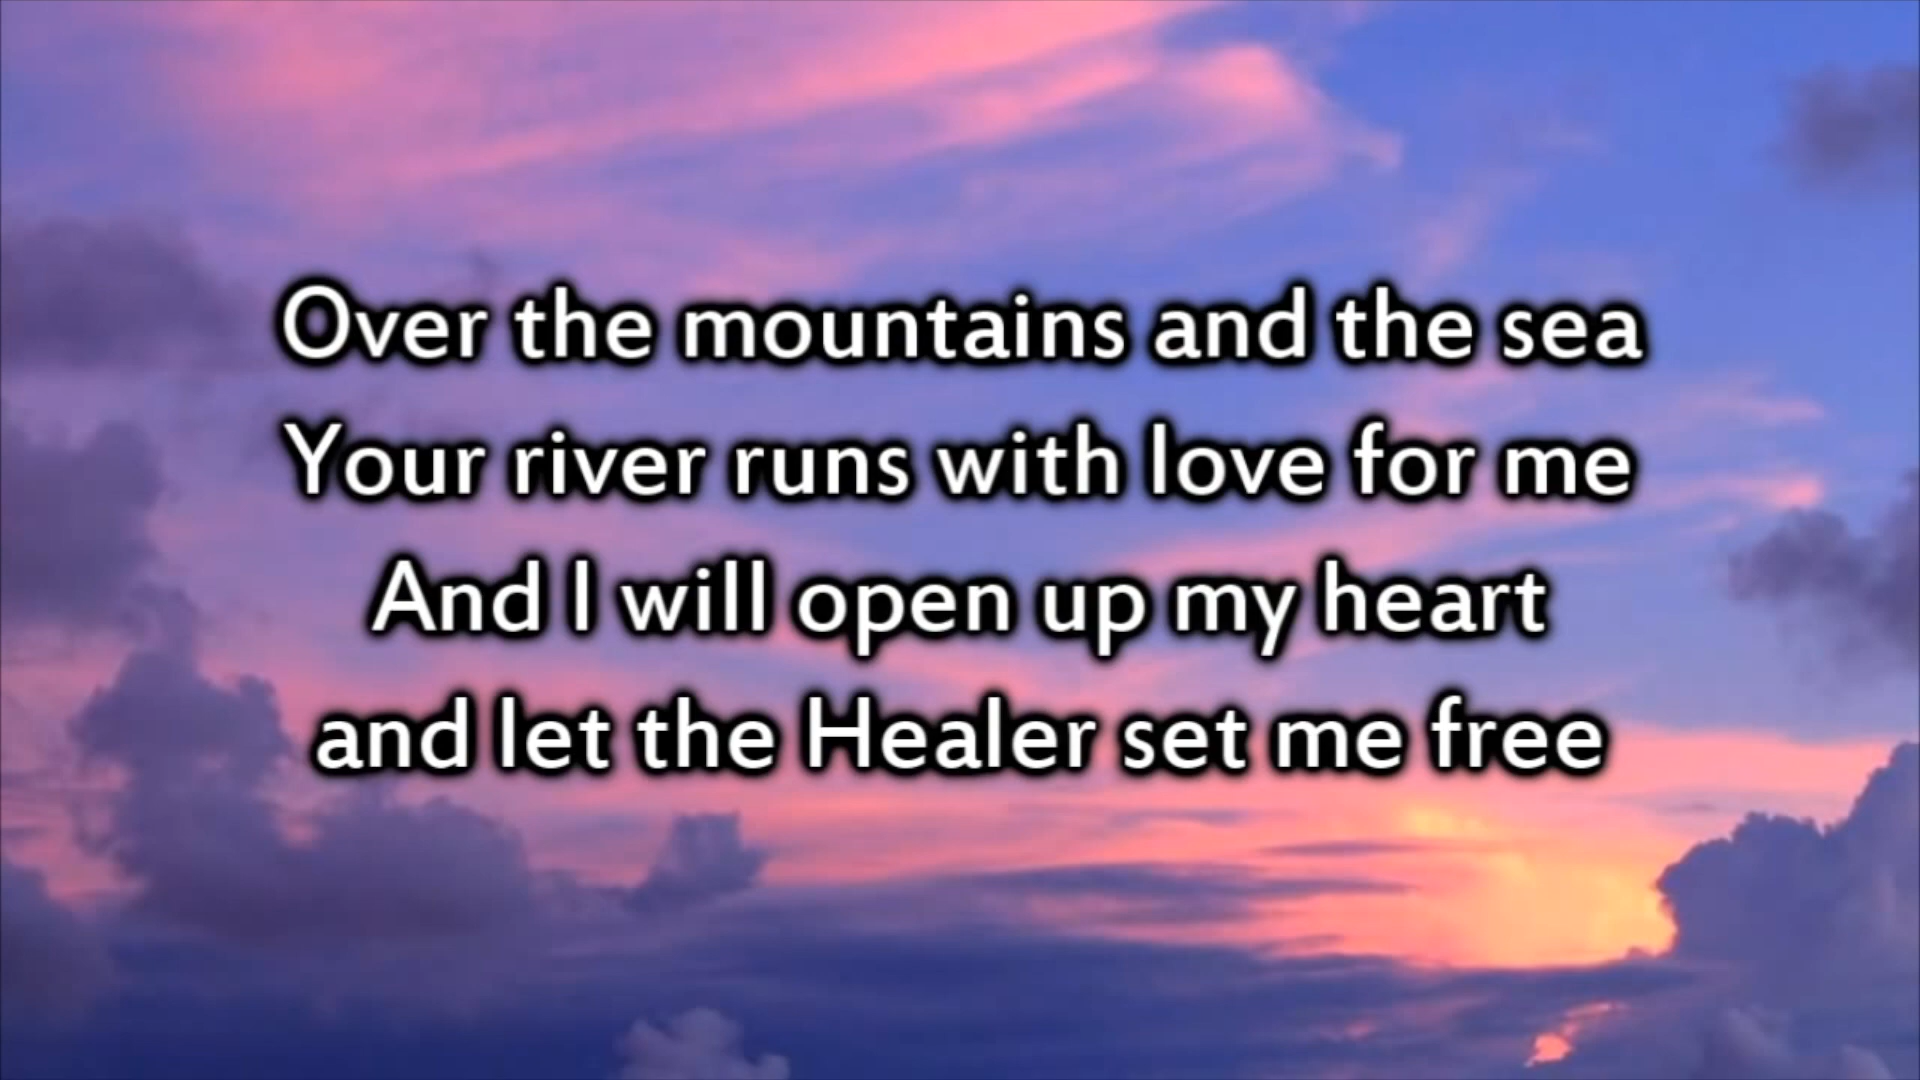 Over the mountains and the sea
Your river runs with love for me
And I will open up my heart
and let the Healer set me free